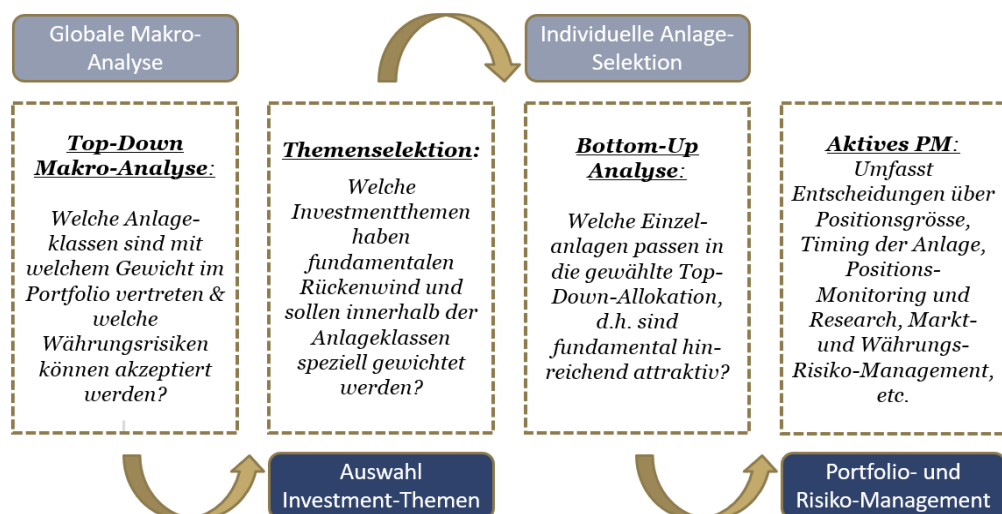 Globale Makro-
Analyse
Individuelle Anlage-
Selektion
Top-Down
Makro-Analyse:
Welche Anlage-
klassen sind mit
welchem Gewicht im
Portfolio vertreten &
welche
Währungsrisiken
können akzeptiert
werden?
Themenselektion:
Welche
Investmentthemen
haben
fundamentalen
Rückenwind und
sollen innerhalb der
Anlageklassen
speziell gewichtet
werden?
Bottom-Up
Analyse:
Welche Einzel-
anlagen passen in
die gewählte Top-
Down-Allokation,
d.h. sind
fundamental hin-
reichend attraktiv?
Aktives PM:
Umfasst
Entscheidungen über
Positionsgrösse,
Timing der Anlage,
Positions-
Monitoring und
Research, Markt-
und Währungs-
Risiko-Management,
etc.
Auswahl
Investment-Themen
Portfolio- und
Risiko-Management